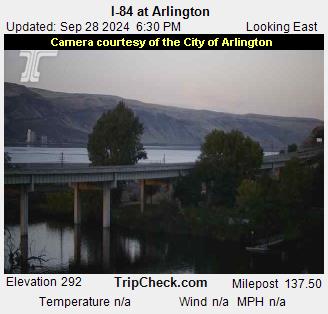 I-84 at Arlington
Updated: Sep 28 2024 6:30 PM Looking East
Camera courtesy of the City of Arlington
Elevation 292 TripCheck.com Milepost 137.50
Temperature n/a Wind n/a MPH n/a